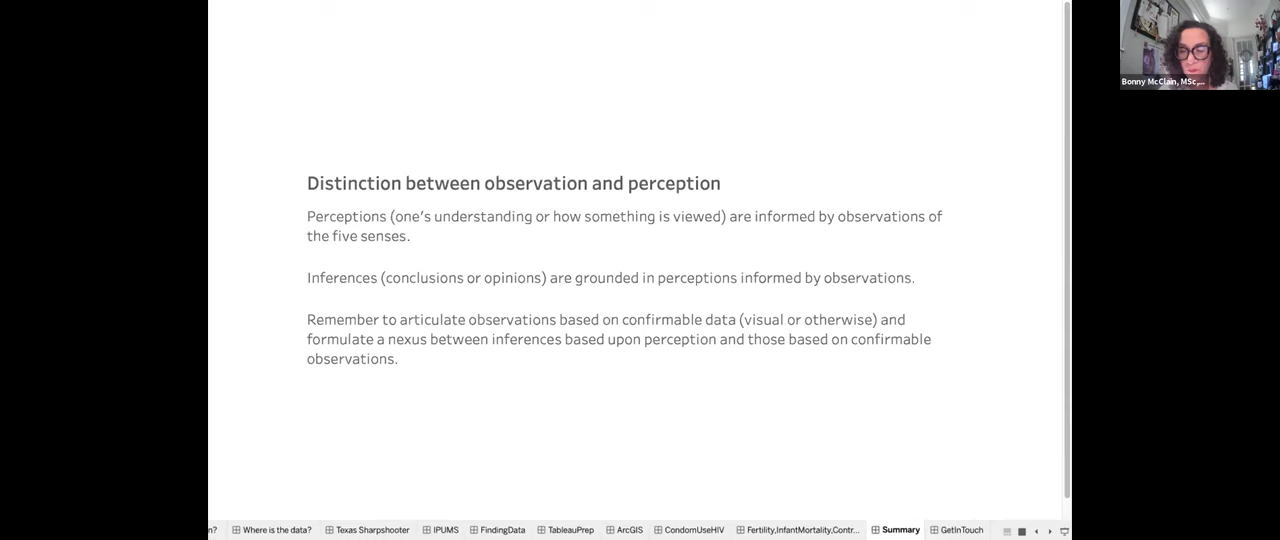 Bonny McClain, MSc,...
Distinction between observation and perception
Perceptions (one's understanding or how something is viewed) are informed by observations of
the five senses.
Inferences (conclusions or opinions) are grounded in perceptions informed by observations.
Remember to articulate observations based on confirmable data (visual or otherwise) and
formulate a nexus between inferences based upon perception and those based on confirmable
observations.
n? Where is the data? Texas Sharpshooter IPUMS FindingData TableauPrep ArcGIS CondomUseHIV Fertility,InfantMortality,Contr... Summary GetInTouch